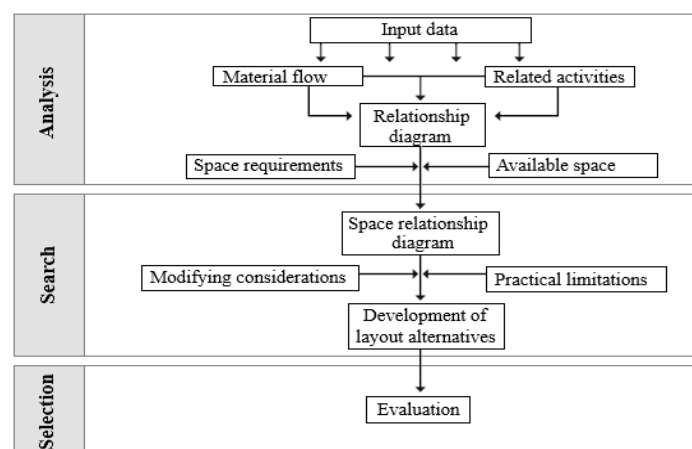 Analysis
Input data
Material flow
Related activities
Relationship
diagram
Space requirements
Available space
Search
Space relationship
diagram
Modifying considerations
Practical limitations
Development of
layout alternatives
Selection
Evaluation